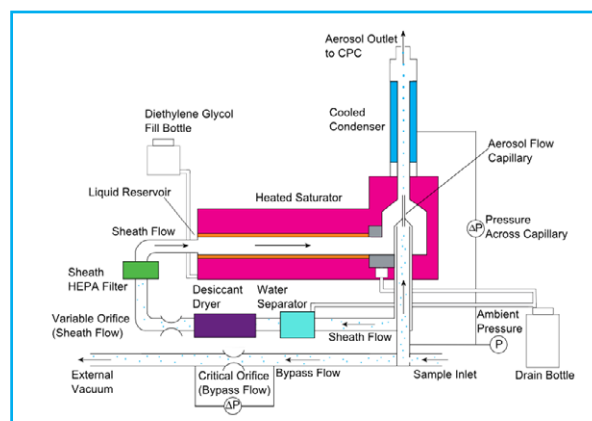 Aerosol Outlet
to CPC
Diethylene Glycol
Fill Bottle
Cooled
Condenser
Aerosol Flow
Capillary
Liquid Reservoir
Heated Saturator
Sheath Flow
ΔP
Pressure
Across Capillary
Sheath
HEPA Filter
Desiccant
Dryer
Water
Separator
Variable Orifice
(Sheath Flow)
Ambient
Pressure
Sheath Flow
P
External
Vacuum
Critical Orifice
(Bypass Flow)
Bypass Flow
Sample Inlet
Drain Bottle
ΔP